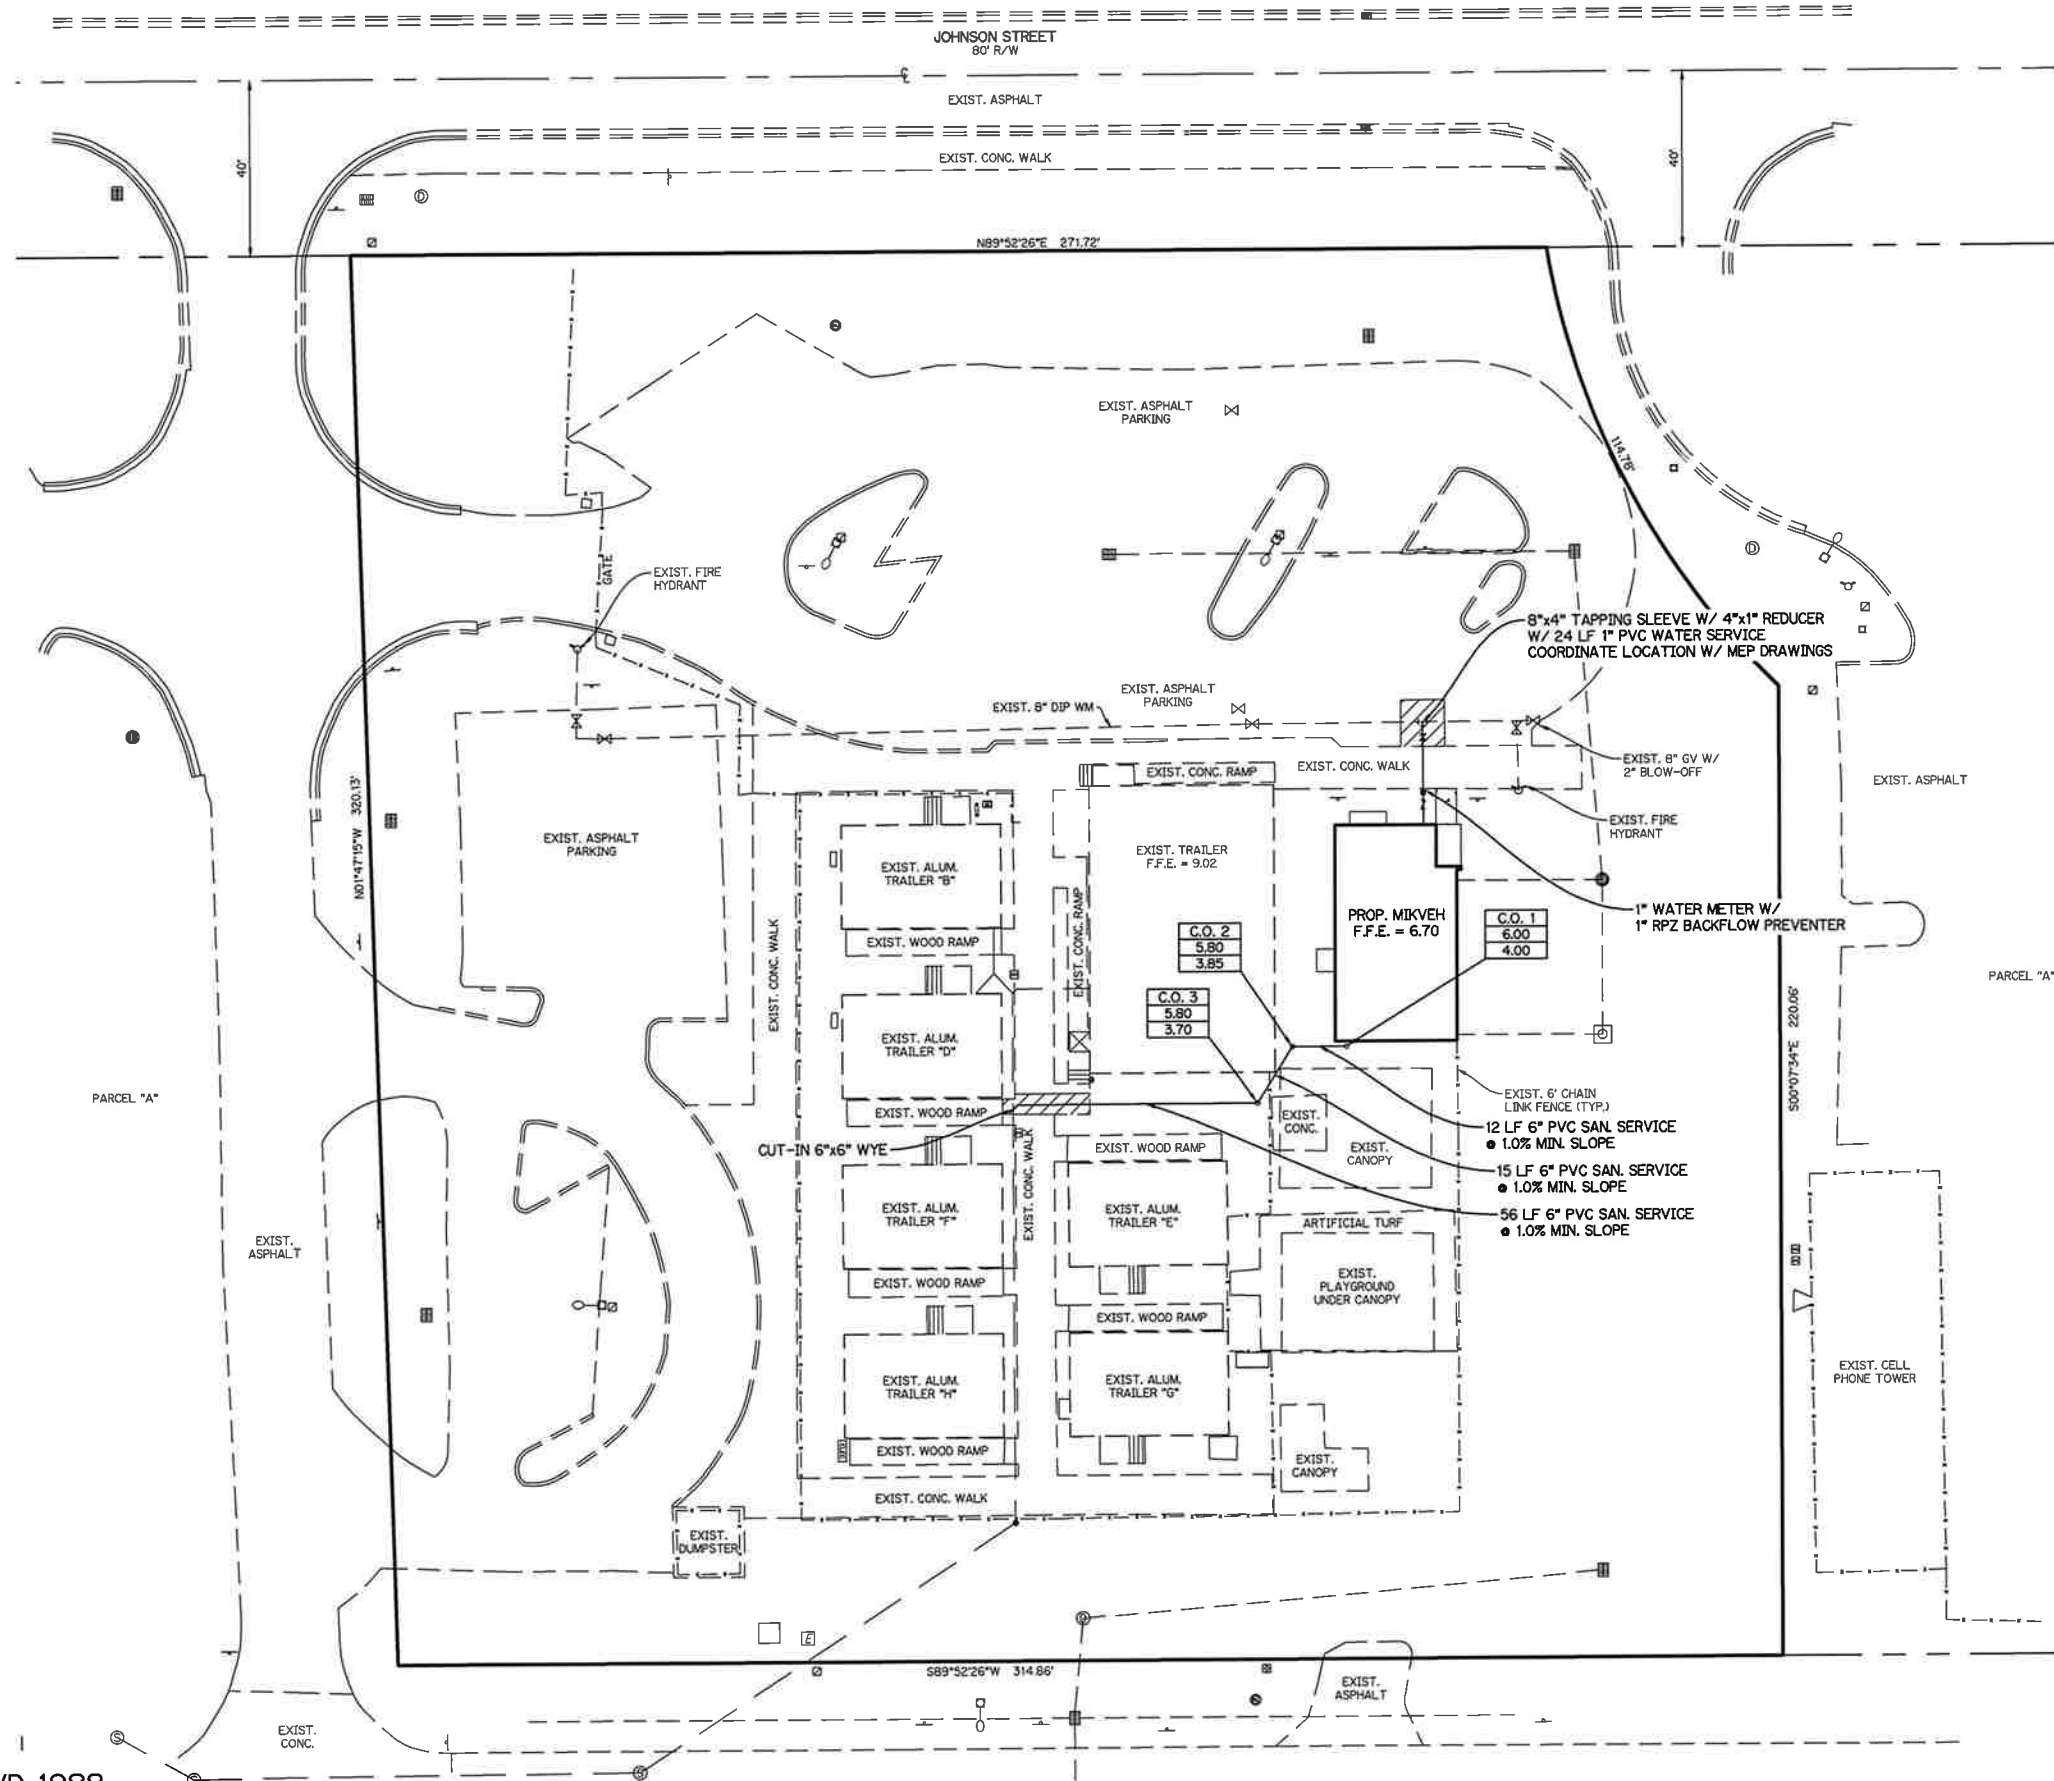 JOHNSON STREET
80' R/W
EXIST. ASPHALT
40'
EXIST. CONC. WALK
40'
N89°52'26"E 271.72'
EXIST. ASPHALT
PARKING
114.78'
GATE
EXIST. FIRE
HYDRANT
8"x4" TAPPING SLEEVE W/ 4"x1" REDUCER
W/ 24 LF 1" PVC WATER SERVICE
COORDINATE LOCATION W/ MEP DRAWINGS
EXIST. ASPHALT
PARKING
EXIST. 8" DIP WM
EXIST. CONC. RAMP
EXIST. CONC. WALK
EXIST. 8" GV W/
2" BLOW-OFF
EXIST. ASPHALT
N01°47'15"W 320.13'
EXIST. ASPHALT
PARKING
EXIST. FIRE
HYDRANT
EXIST. TRAILER
F.F.E. = 9.02
EXIST. ALUM.
TRAILER "B"
EXIST. CONC. RAMP
PROP. MIKVEH
F.F.E. = 6.70
C.O. 1
6.00
4.00
1" WATER METER W/
1" RPZ BACKFLOW PREVENTER
C.O. 2
5.80
3.85
EXIST. WOOD RAMP
EXIST. CONC. WALK
PARCEL "A"
C.O. 3
5.80
3.70
S00°07'34"E 220.06'
EXIST. ALUM.
TRAILER "D"
PARCEL "A"
EXIST. 6' CHAIN
LINK FENCE (TYP.)
EXIST. WOOD RAMP
EXIST.
CONC.
12 LF 6" PVC SAN. SERVICE
@ 1.0% MIN. SLOPE
CUT-IN 6"x6" WYE
EXIST. WOOD RAMP
EXIST.
CANOPY
15 LF 6" PVC SAN. SERVICE
@ 1.0% MIN. SLOPE
EXIST. CONC. WALK
EXIST. ALUM.
TRAILER "F"
EXIST. ALUM.
TRAILER "E"
56 LF 6" PVC SAN. SERVICE
@ 1.0% MIN. SLOPE
ARTIFICIAL TURF
EXIST.
ASPHALT
EXIST. WOOD RAMP
EXIST.
PLAYGROUND
UNDER CANOPY
EXIST. WOOD RAMP
EXIST. ALUM.
TRAILER "H"
EXIST. ALUM.
TRAILER "G"
EXIST. CELL
PHONE TOWER
EXIST. WOOD RAMP
EXIST.
CANOPY
EXIST. CONC. WALK
EXIST.
DUMPSTER
E
S89°52'26"W 314.86'
EXIST.
ASPHALT
EXIST.
CONC.
D
D
S
S